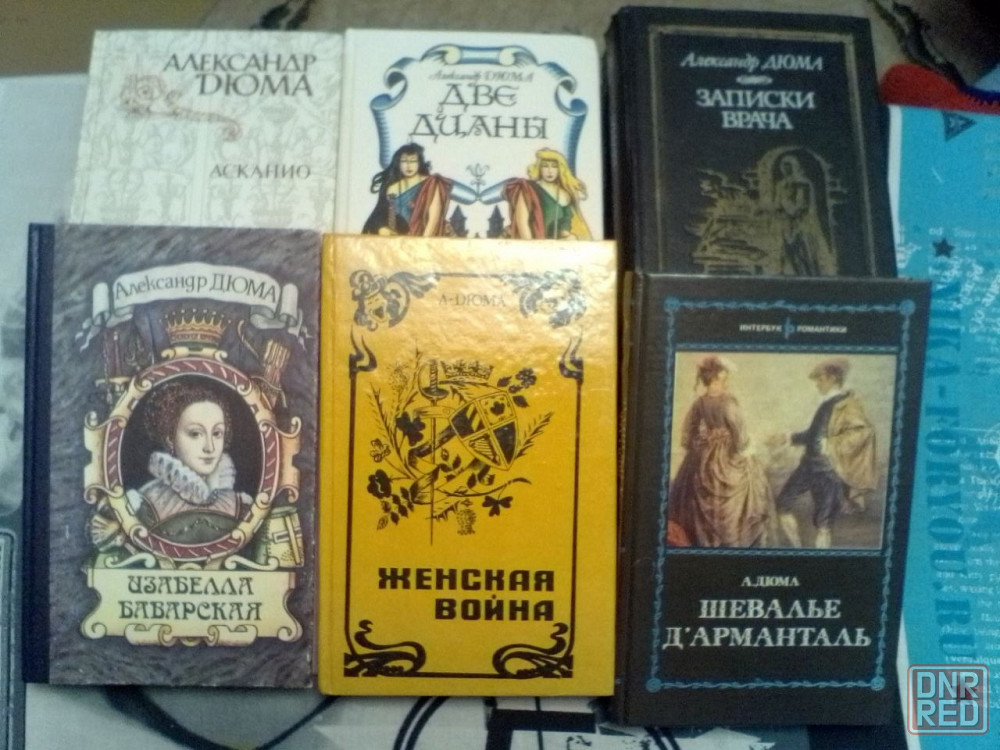 АЛЕКСАНДР
ДЮМА
АСКАНИО
Александр ДЮМА
ДВЕ
ДИАНЫ
Александр ДЮМА
ЗАПИСКИ
ВРАЧА
Александр ДЮМА
ИЗАБЕЛЛА
БАВАРСКАЯ
А·ДЮМА
ЖЕНСКАЯ
ВОЙНА
ИНТЕРБУК РОМАНТИКИ
А.ДЮМА
ШЕВАЛЬЕ
Д'АРМАНТАЛЬ
DNR
RED